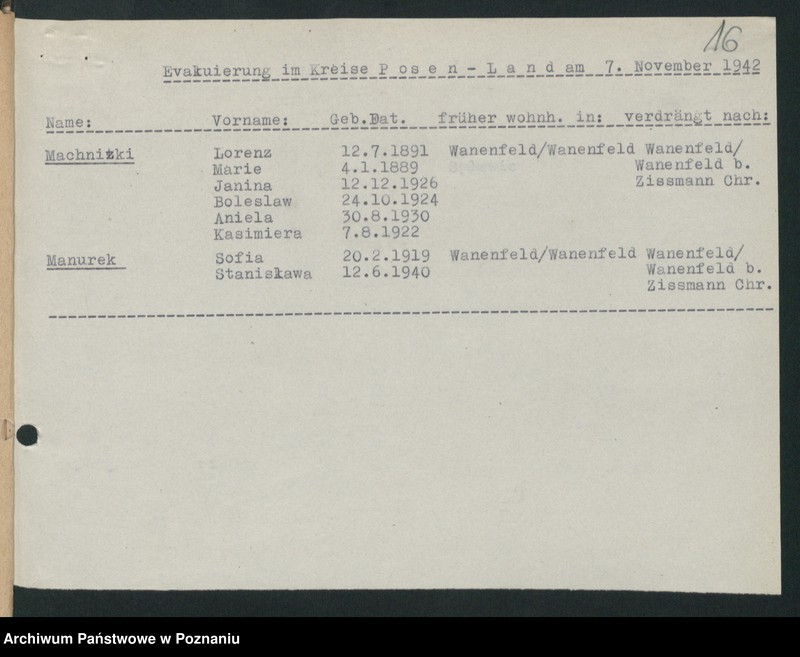 16
Evakuierung im Kreise P o s e n - L a n d am 7. November 1942
Name: Vorname: Geb.Dat. früher wohnh. in: verdrängt nach:
Machnitzki Lorenz 12.7.1891 Wanenfeld/Wanenfeld Wanenfeld/
Marie 4.1.1889 Wanenfeld b.
Janina 12.12.1926 Zissmann Chr.
Boleslaw 24.10.1924
Aniela 30.8.1930
Kasimiera 7.8.1922
Manurek Sofia 20.2.1919 Wanenfeld/Wanenfeld Wanenfeld/
Stanisława 12.6.1940 Wanenfeld b.
Zissmann Chr.
Archiwum Państwowe w Poznaniu